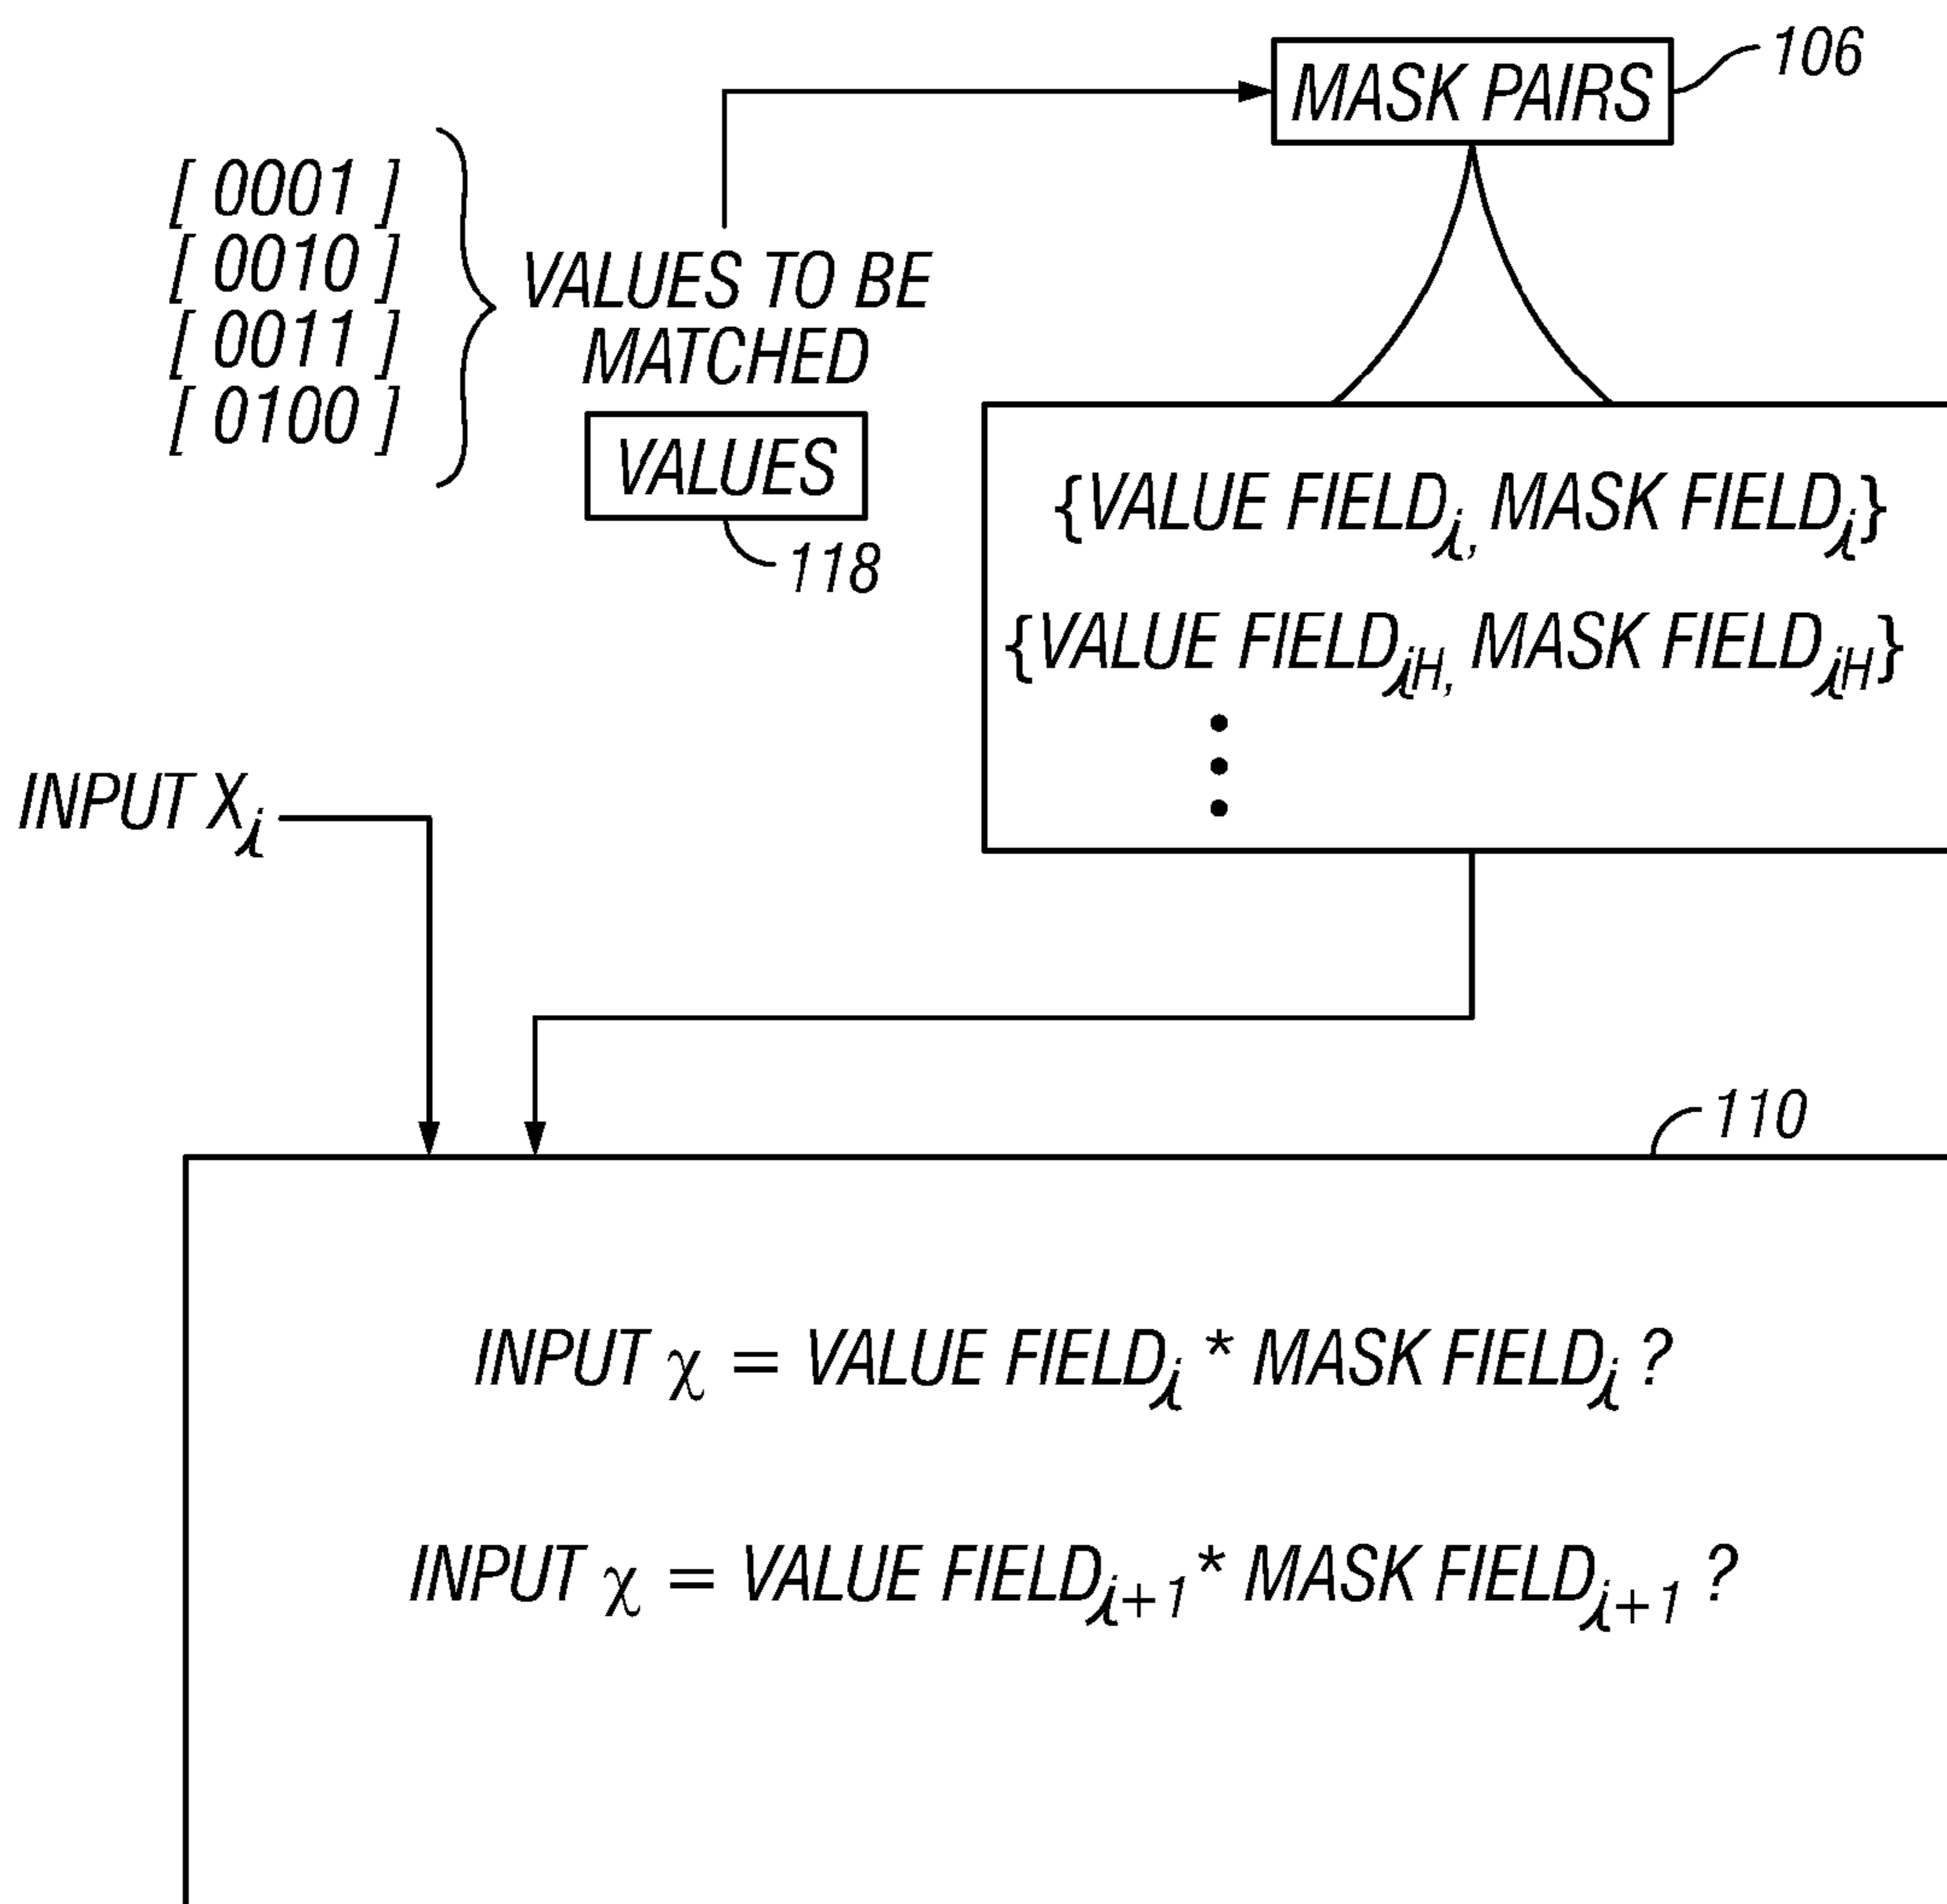 106
MASK PAIRS
[ 0001 ]
[ 0010 ]
[ 0011 ]
[ 0100 ]
VALUES TO BE
MATCHED
VALUES
118
{VALUE FIELDi, MASK FIELDi}
{VALUE FIELDiH, MASK FIELDiH}
INPUT Xi
110
INPUT χ = VALUE FIELDi * MASK FIELDi ?
INPUT χ = VALUE FIELDi+1 * MASK FIELDi+1 ?